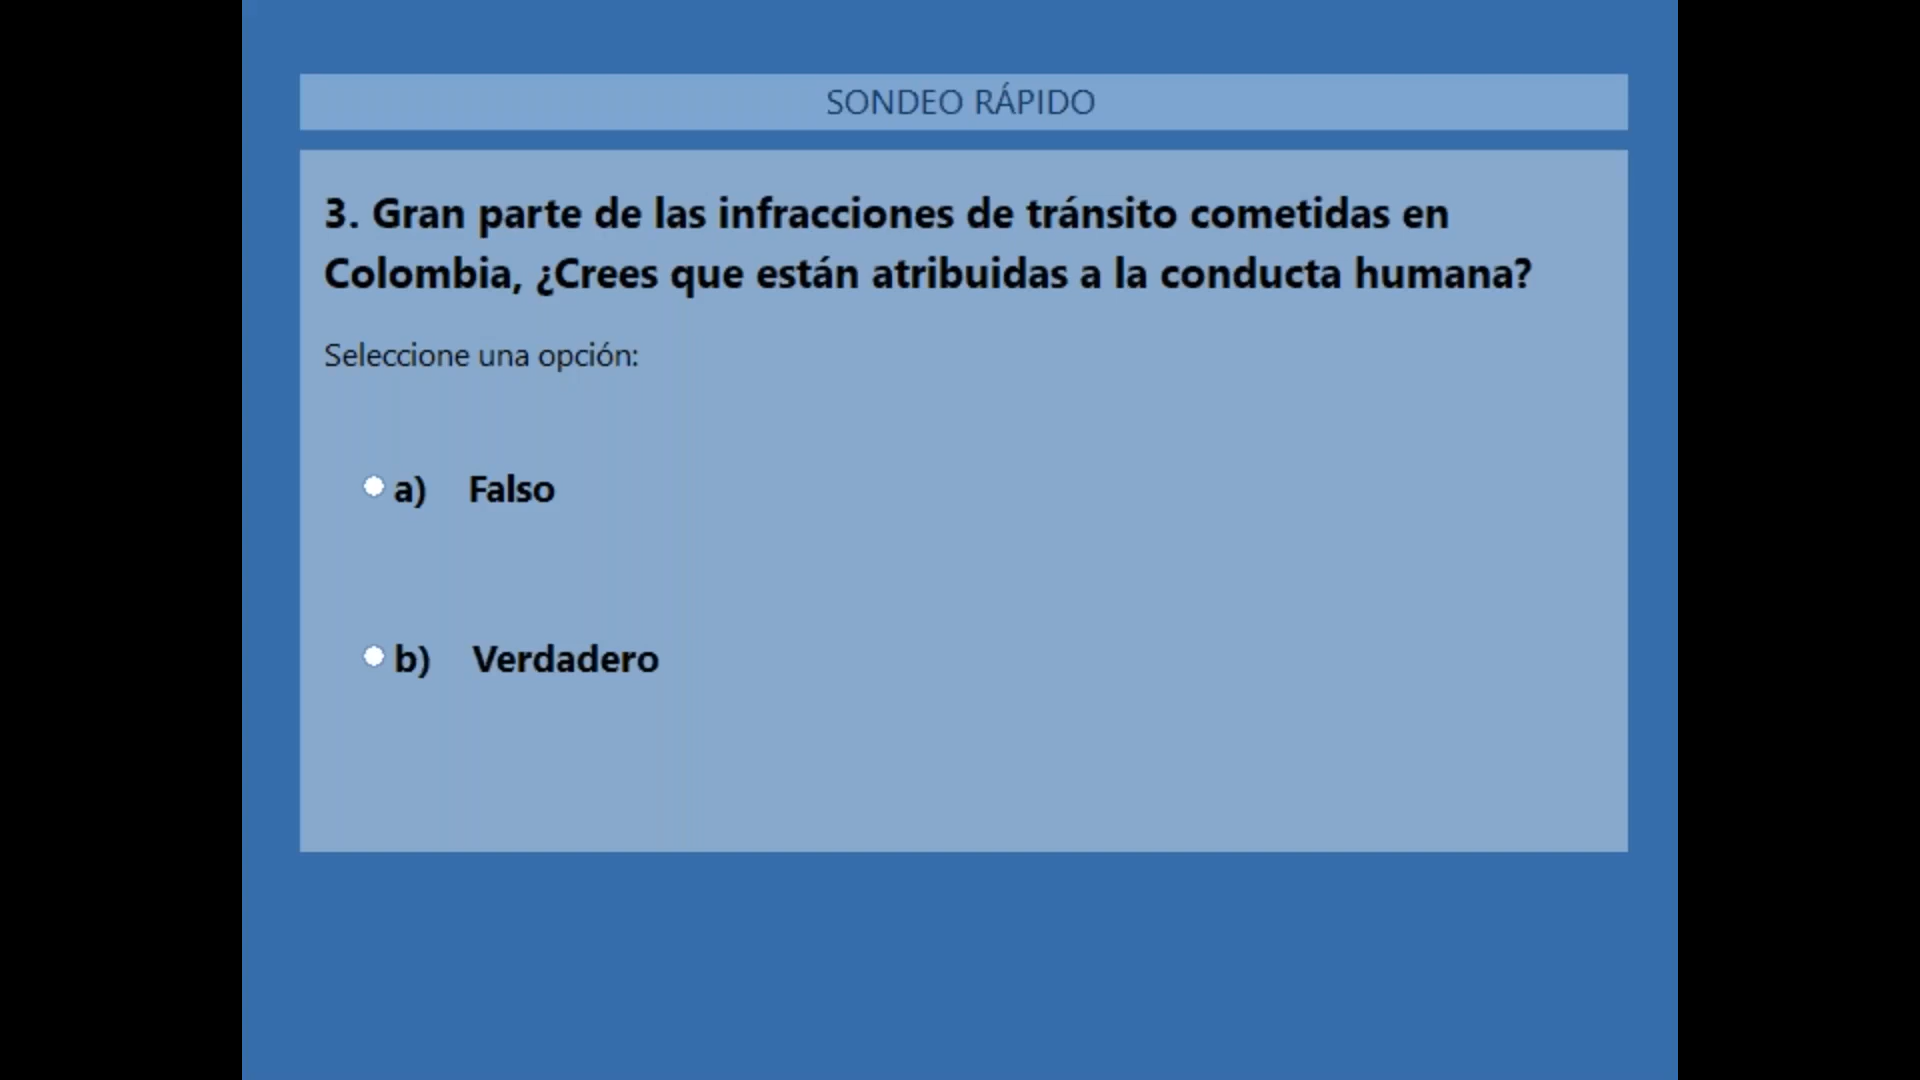 SONDEO RÁPIDO
3. Gran parte de las infracciones de tránsito cometidas en
Colombia, ¿Crees que están atribuidas a la conducta humana?
Seleccione una opción:
a) Falso
b) Verdadero